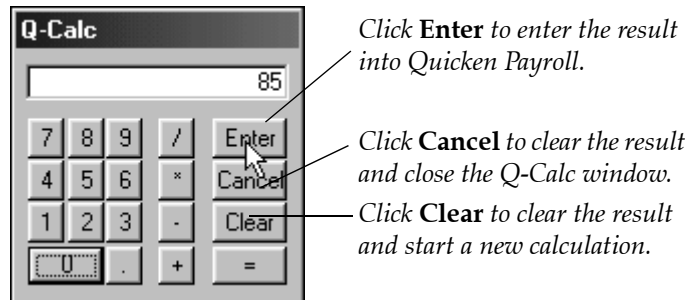 Q-Calc
85
7 8 9 / Enter
4 5 6 * Cancel
1 2 3 - Clear
0 . + =
Click Enter to enter the result
into Quicken Payroll.
Click Cancel to clear the result
and close the Q-Calc window.
Click Clear to clear the result
and start a new calculation.